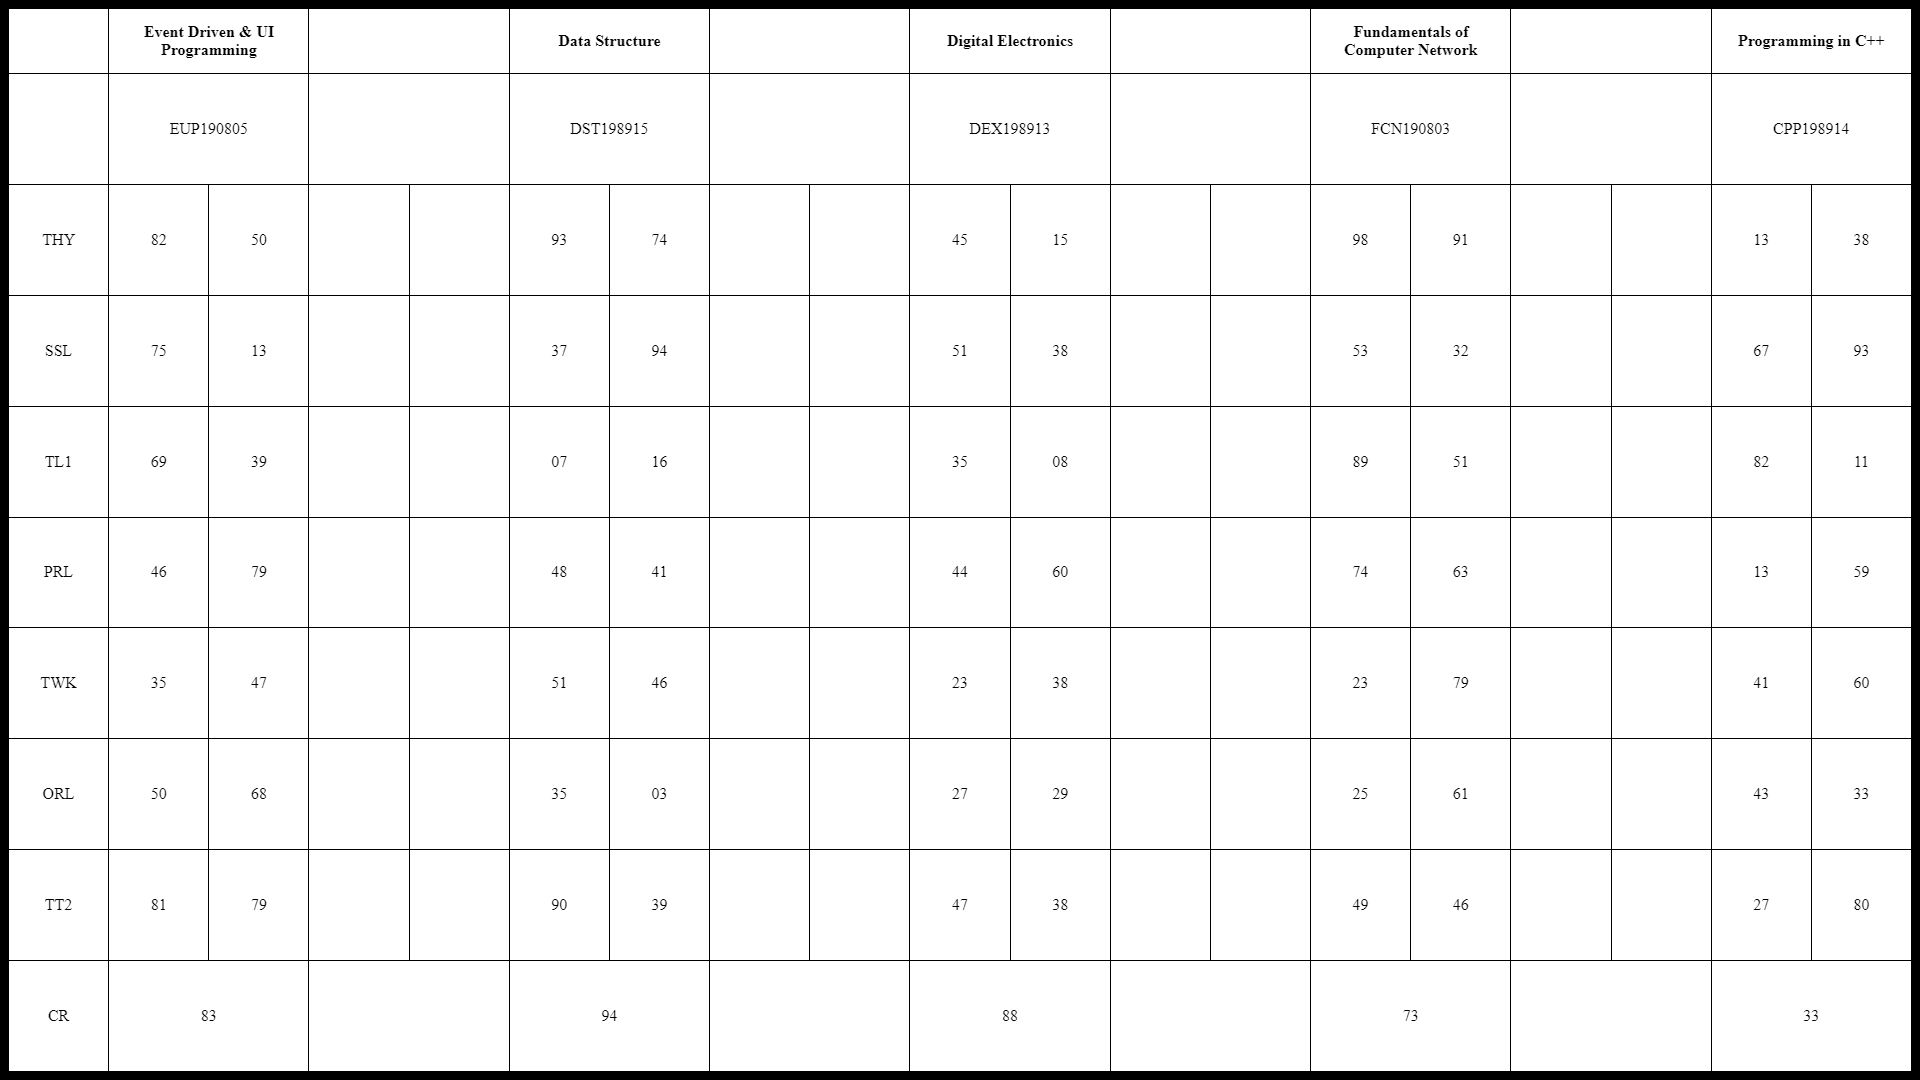 Event Driven & UI
Programming
Data Structure
Digital Electronics
Fundamentals of
Computer Network
Programming in C++
EUP190805 DST198915 DEX198913 FCN190803 CPP198914
THY 82 50 93 74 45 15 98 91 13 38
SSL 75 13 37 94 51 38 53 32 67 93
TL1 69 39 07 16 35 08 89 51 82 11
PRL 46 79 48 41 44 60 74 63 13 59
TWK 35 47 51 46 23 38 23 79 41 60
ORL 50 68 35 03 27 29 25 61 43 33
TT2 81 79 90 39 47 38 49 46 27 80
CR 83 94 88 73 33